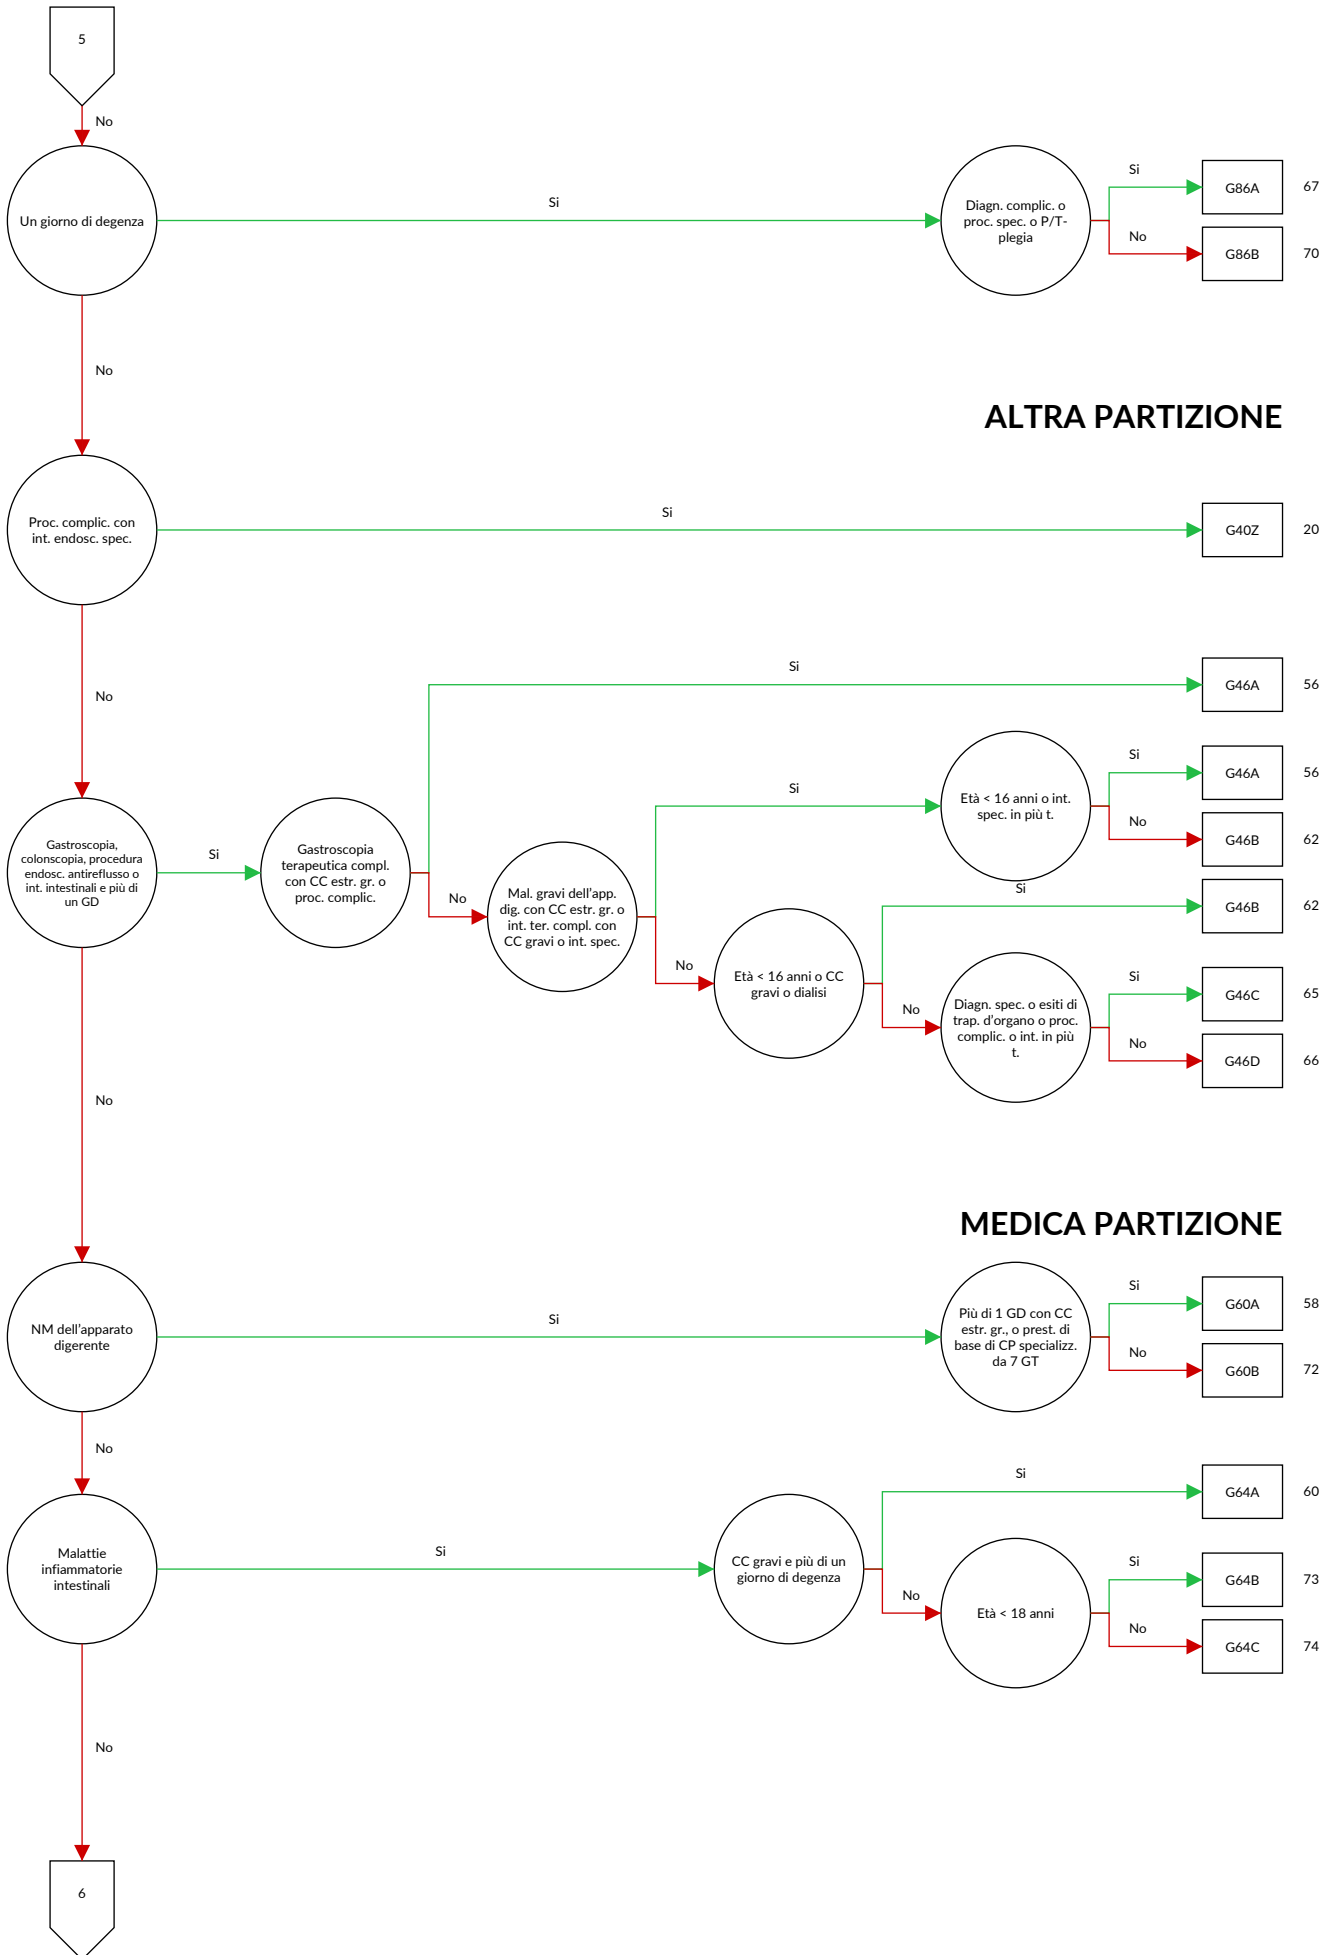 5
No
Un giorno di degenza
Si
Diagn. complic. o
proc. spec. o P/T-
plegia
Si
G86A
67
No
G86B
70
No
ALTRA PARTIZIONE
Proc. complic. con
int. endosc. spec.
Si
G40Z
20
No
Gastroscopia,
colonscopia, procedura
endosc. antireflusso o
int. intestinali e più di
un GD
Si
Gastroscopia
terapeutica compl.
con CC estr. gr. o
proc. complic.
Si
G46A
56
No
Mal. gravi dell'app.
dig. con CC estr. gr. o
int. ter. compl. con
CC gravi o int. spec.
Si
Età < 16 anni o int.
spec. in più t.
Si
G46A
56
No
G46B
62
No
Età < 16 anni o CC
gravi o dialisi
Si
G46B
62
No
Diagn. spec. o esiti di
trap. d'organo o proc.
complic. o int. in più
t.
Si
G46C
65
No
G46D
66
No
MEDICA PARTIZIONE
NM dell'apparato
digerente
Si
Più di 1 GD con CC
estr. gr., o prest. di
base di CP specializz.
da 7 GT
Si
G60A
58
No
G60B
72
No
Malattie
infiammatorie
intestinali
Si
CC gravi e più di un
giorno di degenza
Si
G64A
60
No
Età < 18 anni
Si
G64B
73
No
G64C
74
No
6